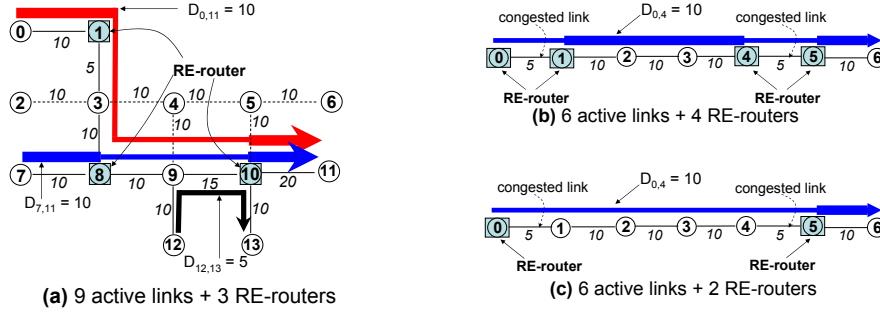 D0,11 = 10
0 1
10
5
RE-router
10 10 10 10
2 3 4 5 6
10 10 10
7 8 9 10 11
10 10 15 20
D7,11 = 10
10 10
12 13
D12,13 = 5
(a) 9 active links + 3 RE-routers
D0,4 = 10
congested link congested link
0 1 2 3 4 5 6
5 10 10 10 5 10
RE-router RE-router
(b) 6 active links + 4 RE-routers
D0,4 = 10
congested link congested link
0 1 2 3 4 5 6
5 10 10 10 5 10
RE-router RE-router
(c) 6 active links + 2 RE-routers